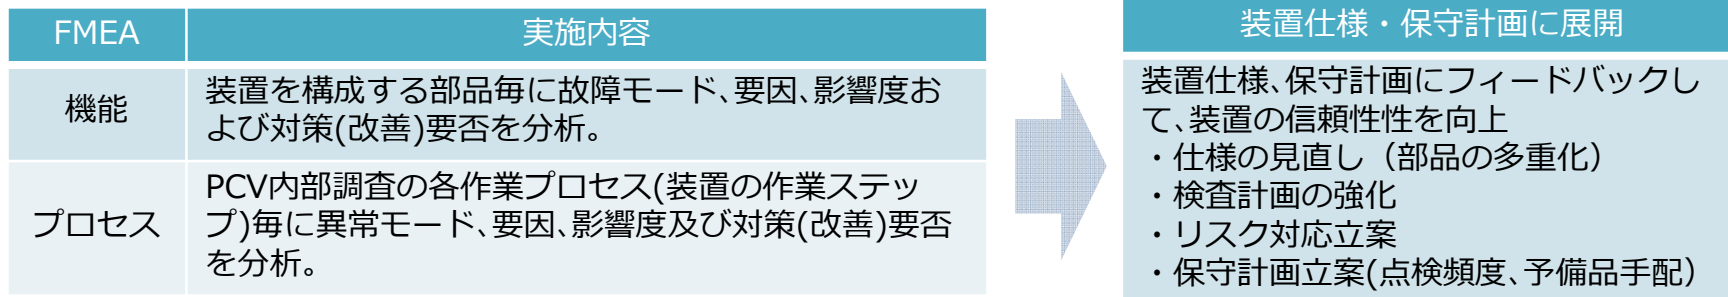 FMEA
実施内容
機能
装置を構成する部品毎に故障モード、要因、影響度お
よび対策(改善)要否を分析。
プロセス
PCV内部調査の各作業プロセス(装置の作業ステッ
プ)毎に異常モード、要因、影響度及び対策(改善)要否
を分析。
装置仕様・保守計画に展開
装置仕様、保守計画にフィードバックし
て、装置の信頼性性を向上
・仕様の見直し（部品の多重化）
・検査計画の強化
・リスク対応立案
・保守計画立案(点検頻度、予備品手配）